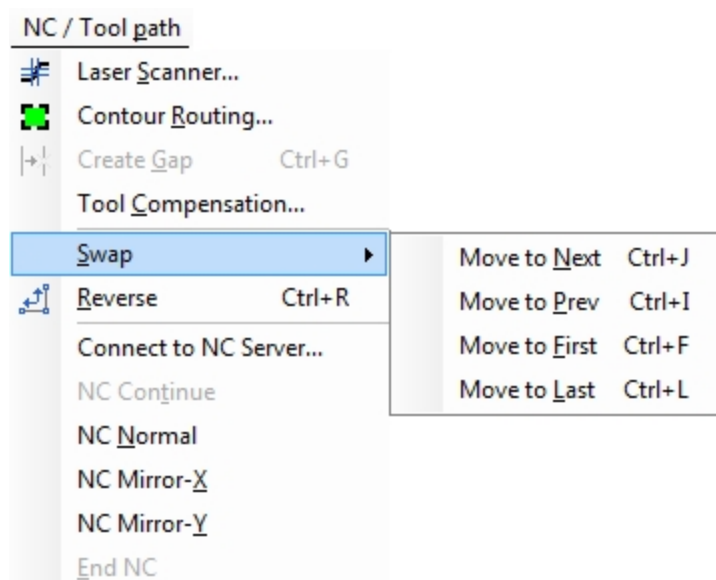 NC / Tool path
Laser Scanner...
Contour Routing...
Create Gap Ctrl+G
Tool Compensation...
Swap
Move to Next Ctrl+J
Move to Prev Ctrl+I
Move to First Ctrl+F
Move to Last Ctrl+L
Reverse Ctrl+R
Connect to NC Server...
NC Continue
NC Normal
NC Mirror-X
NC Mirror-Y
End NC